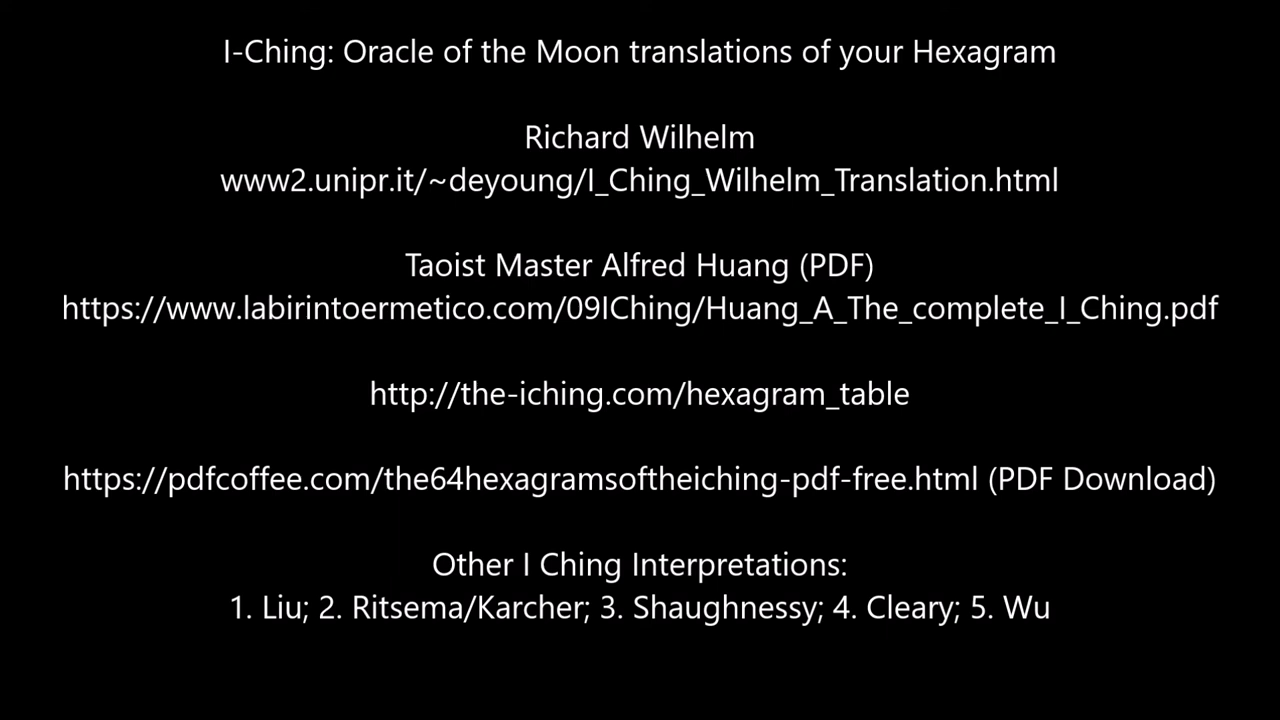 I-Ching: Oracle of the Moon translations of your Hexagram
Richard Wilhelm
www2.unipr.it/~deyoung/I_Ching_Wilhelm_Translation.html
Taoist Master Alfred Huang (PDF)
https://www.labirintoermetico.com/09IChing/Huang_A_The_complete_I_Ching.pdf
http://the-iching.com/hexagram_table
https://pdfcoffee.com/the64hexagramsoftheiching-pdf-free.html (PDF Download)
Other I Ching Interpretations:
1. Liu; 2. Ritsema/Karcher; 3. Shaughnessy; 4. Cleary; 5. Wu